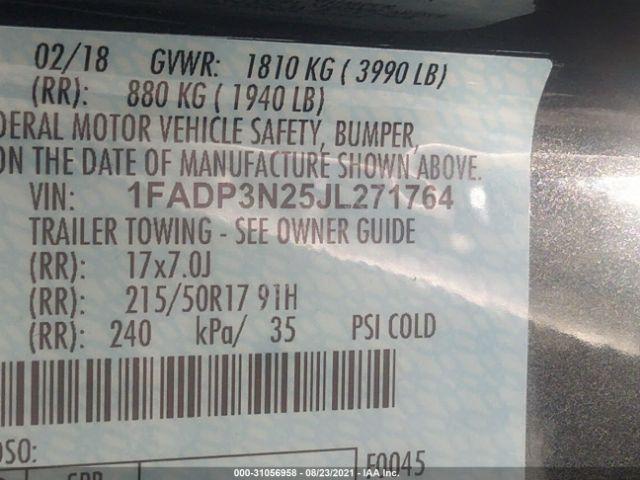 02/18 GVWR: 1810 KG ( 3990 LB)
(RR): 880 KG ( 1940 LB)
DERAL MOTOR VEHICLE SAFETY, BUMPER,
ON THE DATE OF MANUFACTURE SHOWN ABOVE.
VIN: 1FADP3N25JL271764
TRAILER TOWING - SEE OWNER GUIDE
(RR): 17x7.0J
(RR): 215/50R17 91H
(RR): 240 kPa/ 35 PSI COLD
OSO:
F0045
000-31056958 - 08/23/2021 - IAA Inc.